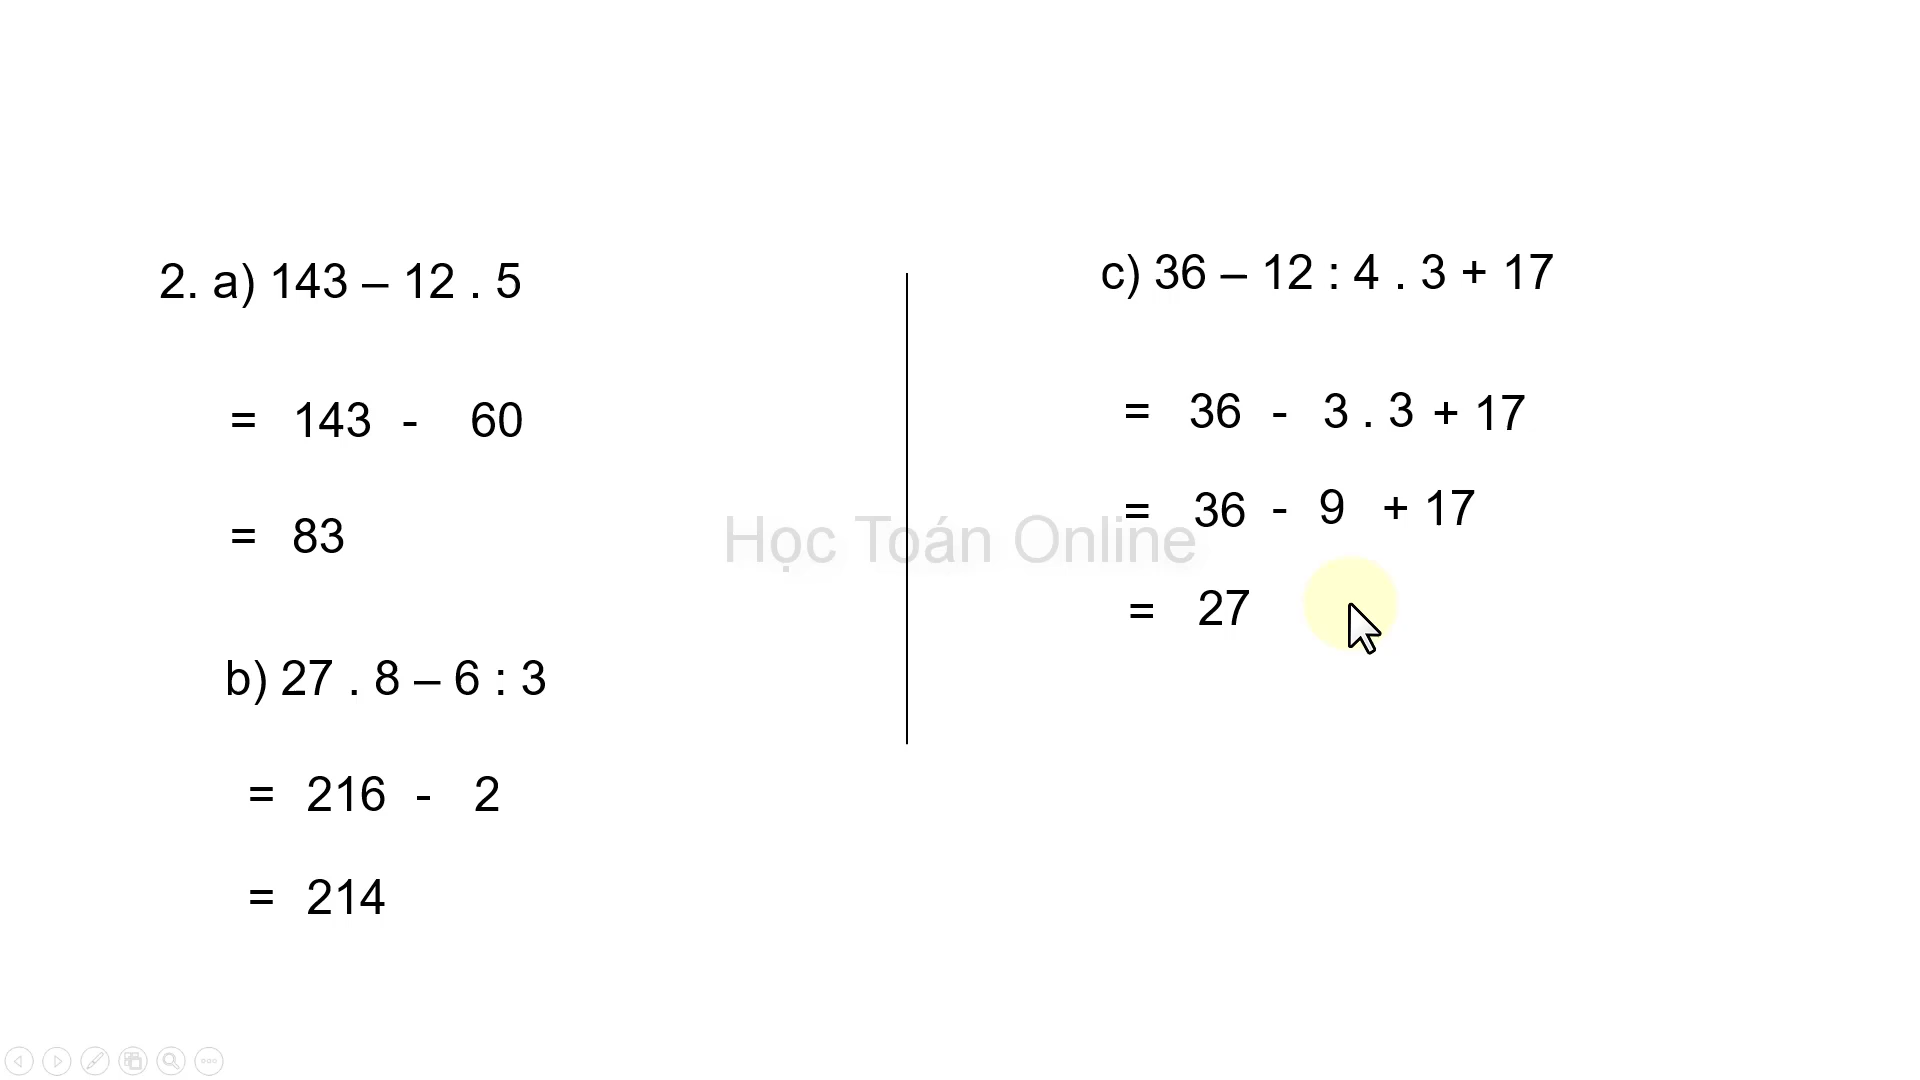 2. a) 143 – 12 . 5
= 143 - 60
= 83
b) 27 . 8 – 6 : 3
= 216 - 2
= 214
c) 36 – 12 : 4 . 3 + 17
= 36 - 3 . 3 + 17
= 36 - 9 + 17
= 27
Học Toán Online